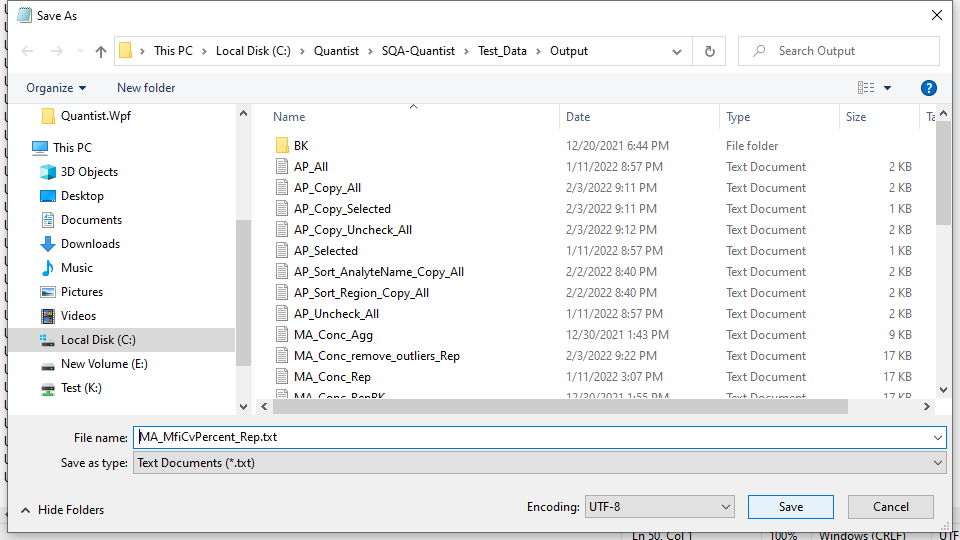 Save As
This PC > Local Disk (C:) > Quantist > SQA-Quantist > Test_Data > Output
Search Output
Organize New folder
Name Date Type Size
Quantist.Wpf
This PC
3D Objects
Desktop
Documents
Downloads
Music
Pictures
Videos
Local Disk (C:)
New Volume (E:)
Test (K:)
BK 12/20/2021 6:44 PM File folder
AP_All 1/11/2022 8:57 PM Text Document 2 KB
AP_Copy_All 2/3/2022 9:11 PM Text Document 2 KB
AP_Copy_Selected 2/3/2022 9:11 PM Text Document 1 KB
AP_Copy_Uncheck_All 2/3/2022 9:12 PM Text Document 2 KB
AP_Selected 1/11/2022 8:57 PM Text Document 1 KB
AP_Sort_AnalyteName_Copy_All 2/2/2022 8:40 PM Text Document 2 KB
AP_Sort_Region_Copy_All 2/2/2022 8:40 PM Text Document 2 KB
AP_Uncheck_All 1/11/2022 8:57 PM Text Document 2 KB
MA_Conc_Agg 12/30/2021 1:43 PM Text Document 9 KB
MA_Conc_remove_outliers_Rep 2/3/2022 9:22 PM Text Document 17 KB
MA_Conc_Rep 1/11/2022 3:07 PM Text Document 17 KB
MA_Conc_RepBK 12/30/2021 1:55 PM Text Document 17 KB
File name: MA_MfiCvPercent_Rep.txt
Save as type: Text Documents (*.txt)
Hide Folders
Encoding: UTF-8 Save Cancel
Ln 50, Col 1 100% Windows (CRLF) UTF